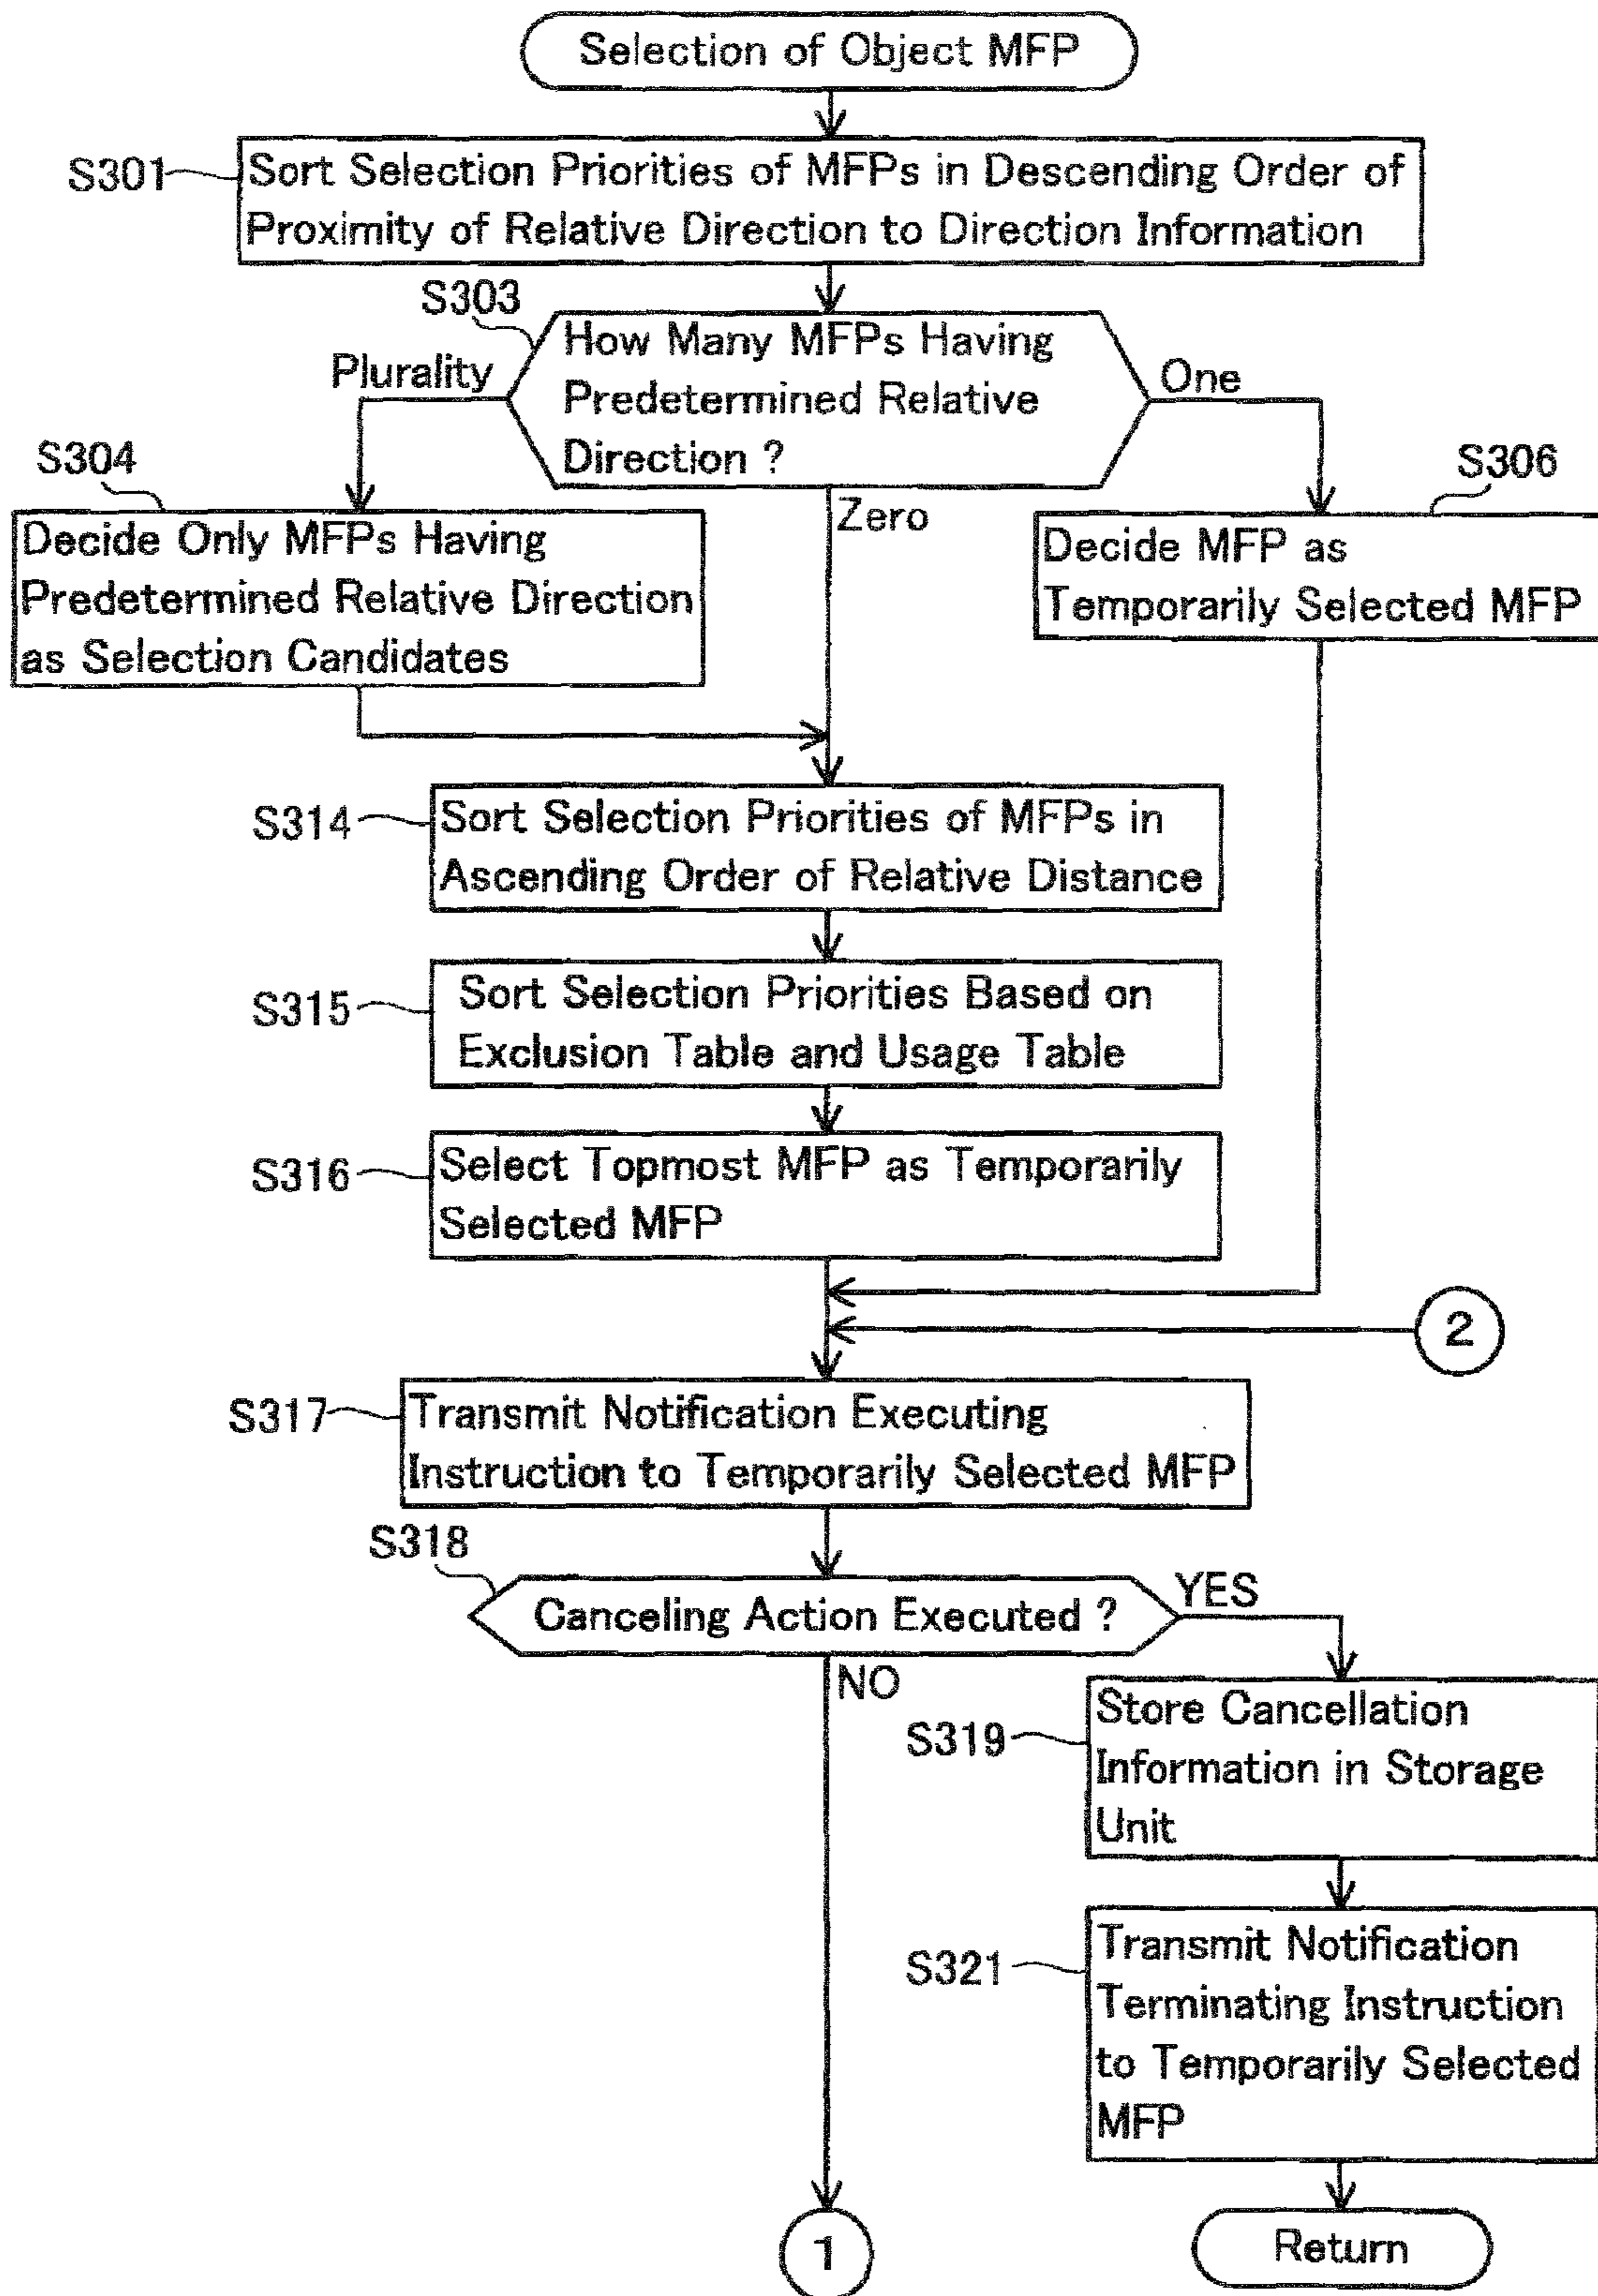 Selection of Object MFP
S301
Sort Selection Priorities of MFPs in Descending Order of
Proximity of Relative Direction to Direction Information
S303
How Many MFPs Having
Predetermined Relative
Direction ?
Plurality
One
Zero
S304
Decide Only MFPs Having
Predetermined Relative Direction
as Selection Candidates
S306
Decide MFP as
Temporarily Selected MFP
S314
Sort Selection Priorities of MFPs in
Ascending Order of Relative Distance
S315
Sort Selection Priorities Based on
Exclusion Table and Usage Table
S316
Select Topmost MFP as Temporarily
Selected MFP
2
S317
Transmit Notification Executing
Instruction to Temporarily Selected MFP
S318
Canceling Action Executed ?
YES
NO
S319
Store Cancellation
Information in Storage
Unit
S321
Transmit Notification
Terminating Instruction
to Temporarily Selected
MFP
1
Return